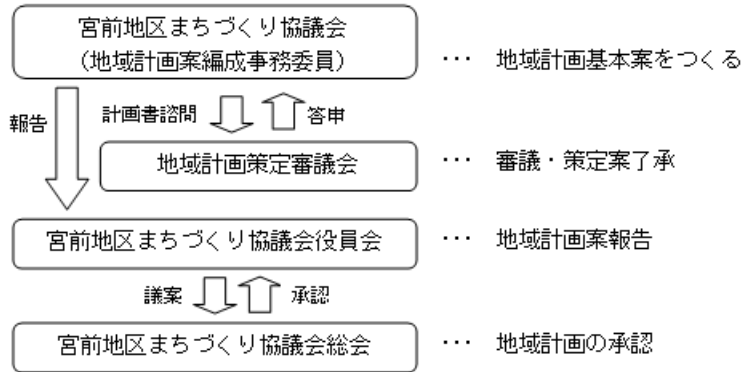 宮前地区まちづくり協議会
(地域計画案編成事務委員)
··· 地域計画基本案をつくる
報告
計画書諮問
答申
地域計画策定審議会
··· 審議・策定案了承
宮前地区まちづくり協議会役員会
··· 地域計画案報告
議案
承認
宮前地区まちづくり協議会総会
··· 地域計画の承認